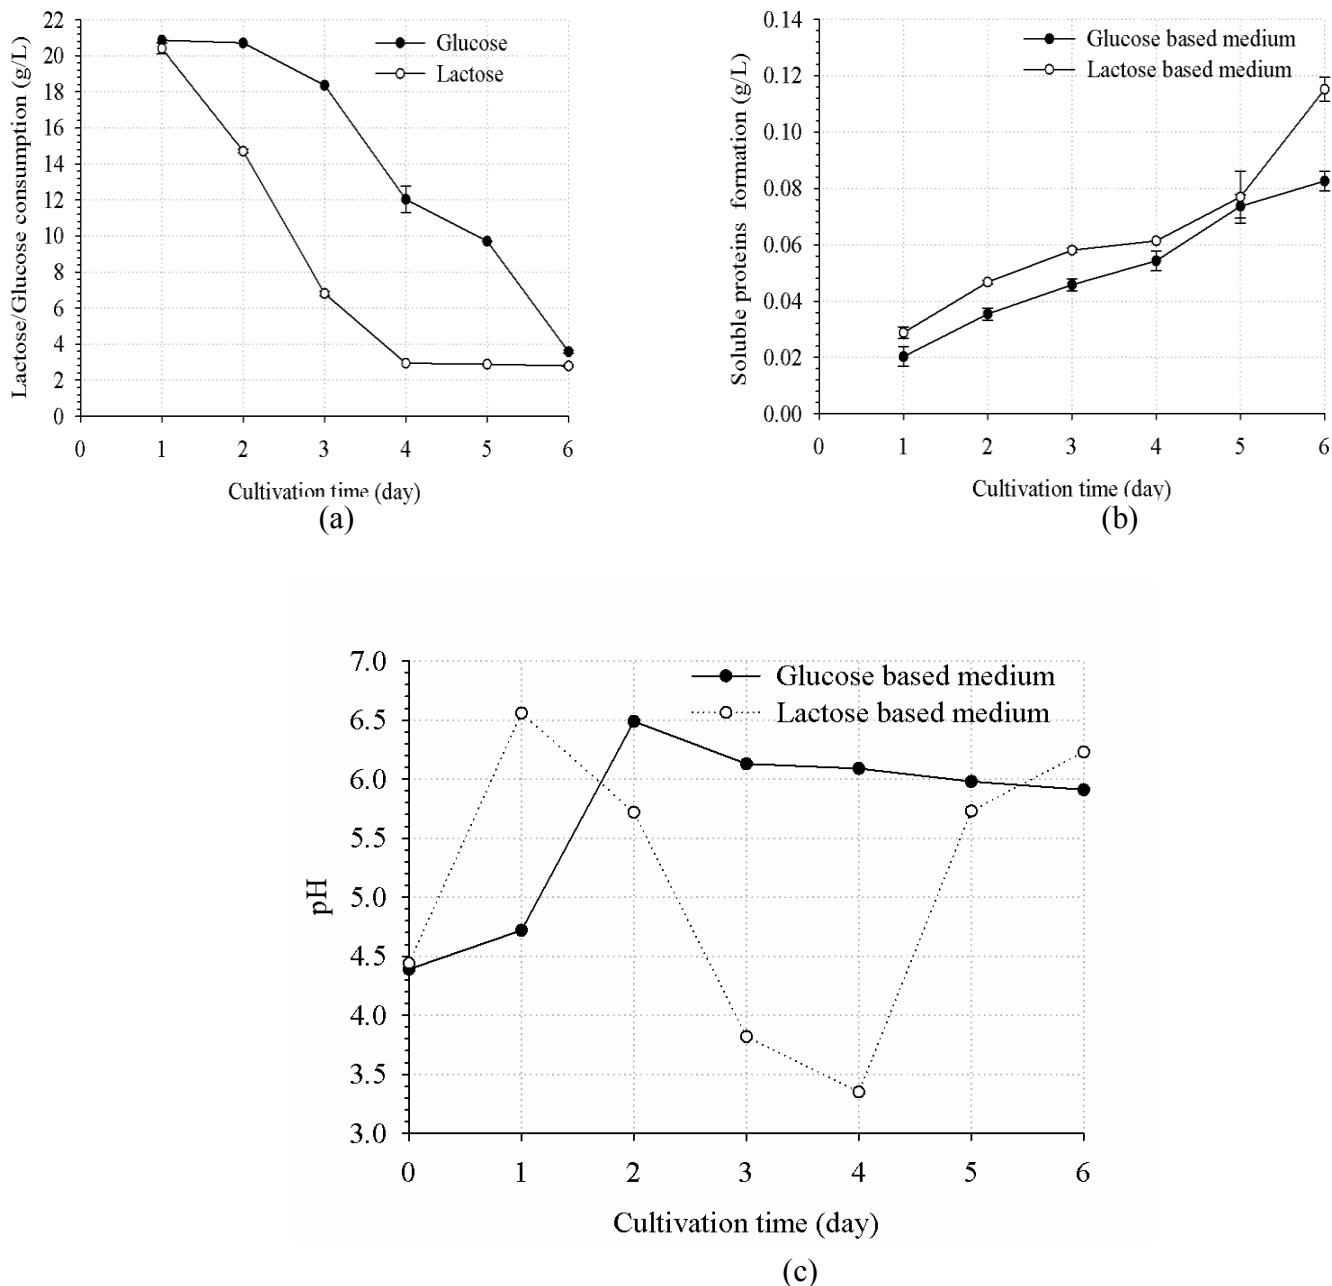 Lactose/Glucose consumption (g/L)
22
20
18
16
14
12
10
8
6
4
2
0
Glucose
Lactose
0 1 2 3 4 5 6
Cultivation time (day)
(a)
Soluble proteins formation (g/L)
0.14
0.12
0.10
0.08
0.06
0.04
0.02
0.00
Glucose based medium
Lactose based medium
0 1 2 3 4 5 6
Cultivation time (day)
(b)
pH
7.0
6.5
6.0
5.5
5.0
4.5
4.0
3.5
3.0
Glucose based medium
Lactose based medium
0 1 2 3 4 5 6
Cultivation time (day)
(c)